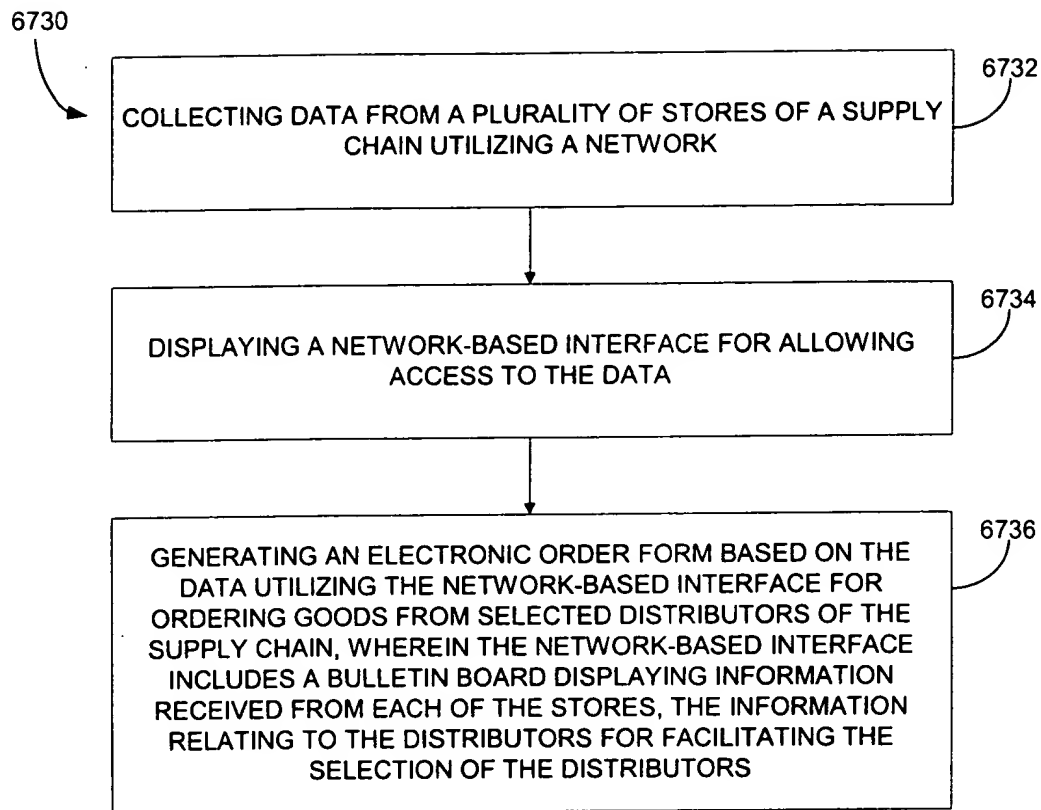 6730
6732
COLLECTING DATA FROM A PLURALITY OF STORES OF A SUPPLY
CHAIN UTILIZING A NETWORK
6734
DISPLAYING A NETWORK-BASED INTERFACE FOR ALLOWING
ACCESS TO THE DATA
6736
GENERATING AN ELECTRONIC ORDER FORM BASED ON THE
DATA UTILIZING THE NETWORK-BASED INTERFACE FOR
ORDERING GOODS FROM SELECTED DISTRIBUTORS OF THE
SUPPLY CHAIN, WHEREIN THE NETWORK-BASED INTERFACE
INCLUDES A BULLETIN BOARD DISPLAYING INFORMATION
RECEIVED FROM EACH OF THE STORES, THE INFORMATION
RELATING TO THE DISTRIBUTORS FOR FACILITATING THE
SELECTION OF THE DISTRIBUTORS